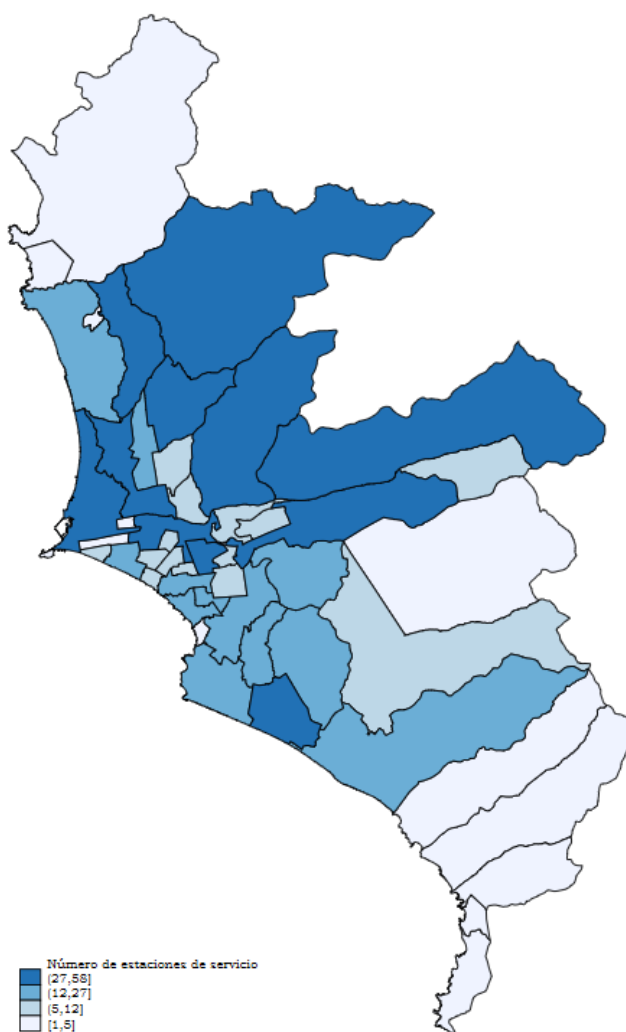 Número de estaciones de servicio
(27,58]
(12,27]
(5,12]
[1,5]